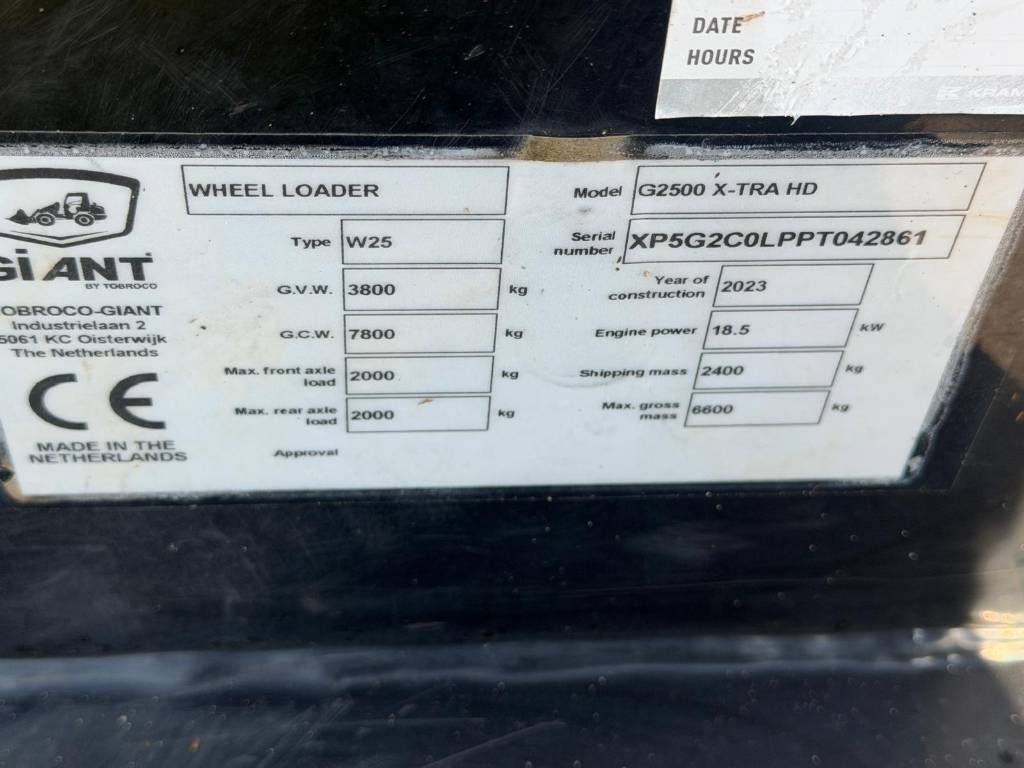 DATE
HOURS
KRAM
WHEEL LOADER
Model G2500 X-TRA HD
Type W25
Serial number XP5G2C0LPPT042861
GIANT
BY TOBROCO
G.V.W. 3800 kg
Year of construction 2023
OBROCO-GIANT
Industrielaan 2
5061 KC Oisterwijk
The Netherlands
G.C.W. 7800 kg
Engine power 18.5 kW
Max. front axle load 2000 kg
Shipping mass 2400 kg
CE
Max. rear axle load 2000 kg
Max. gross mass 6600 kg
MADE IN THE
NETHERLANDS
Approval